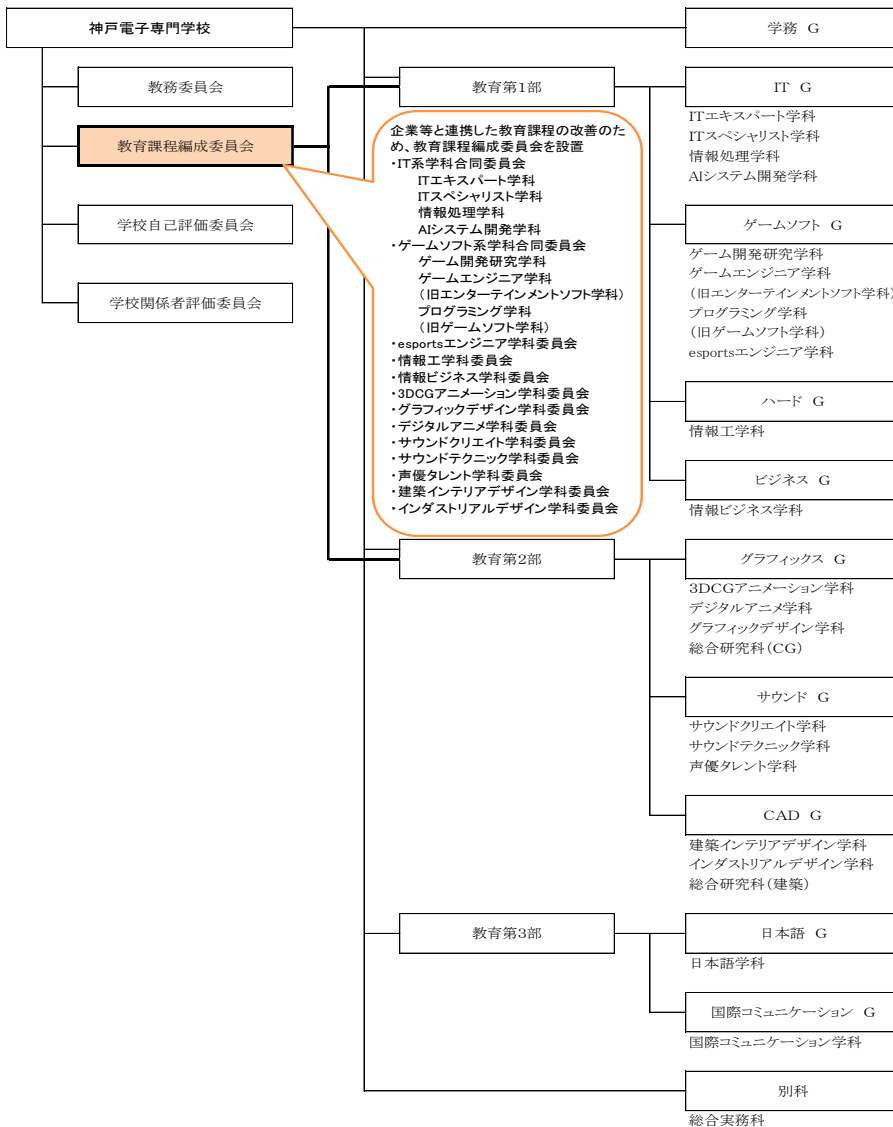 神戸電子専門学校
学務 G
教務委員会
教育課程編成委員会
学校自己評価委員会
学校関係者評価委員会
教育第1部
企業等と連携した教育課程の改善のた
め、教育課程編成委員会を設置
・IT系学科合同委員会
ITエキスパート学科
ITスペシャリスト学科
情報処理学科
AIシステム開発学科
・ゲームソフト系学科合同委員会
ゲーム開発研究学科
ゲームエンジニア学科
(旧エンターテインメントソフト学科)
プログラミング学科
(旧ゲームソフト学科)
・esportsエンジニア学科委員会
・情報工学科委員会
・情報ビジネス学科委員会
・3DCGアニメーション学科委員会
・グラフィックデザイン学科委員会
・デジタルアニメ学科委員会
・サウンドクリエイト学科委員会
・サウンドテクニック学科委員会
・声優タレント学科委員会
・建築インテリアデザイン学科委員会
・インダストリアルデザイン学科委員会
IT G
ITエキスパート学科
ITスペシャリスト学科
情報処理学科
AIシステム開発学科
ゲームソフト G
ゲーム開発研究学科
ゲームエンジニア学科
(旧エンターテインメントソフト学科)
プログラミング学科
(旧ゲームソフト学科)
esportsエンジニア学科
ハード G
情報工学科
ビジネス G
情報ビジネス学科
教育第2部
グラフィックス G
3DCGアニメーション学科
デジタルアニメ学科
グラフィックデザイン学科
総合研究科(CG)
サウンド G
サウンドクリエイト学科
サウンドテクニック学科
声優タレント学科
CAD G
建築インテリアデザイン学科
インダストリアルデザイン学科
総合研究科(建築)
教育第3部
日本語 G
日本語学科
国際コミュニケーション G
国際コミュニケーション学科
別科
総合実務科